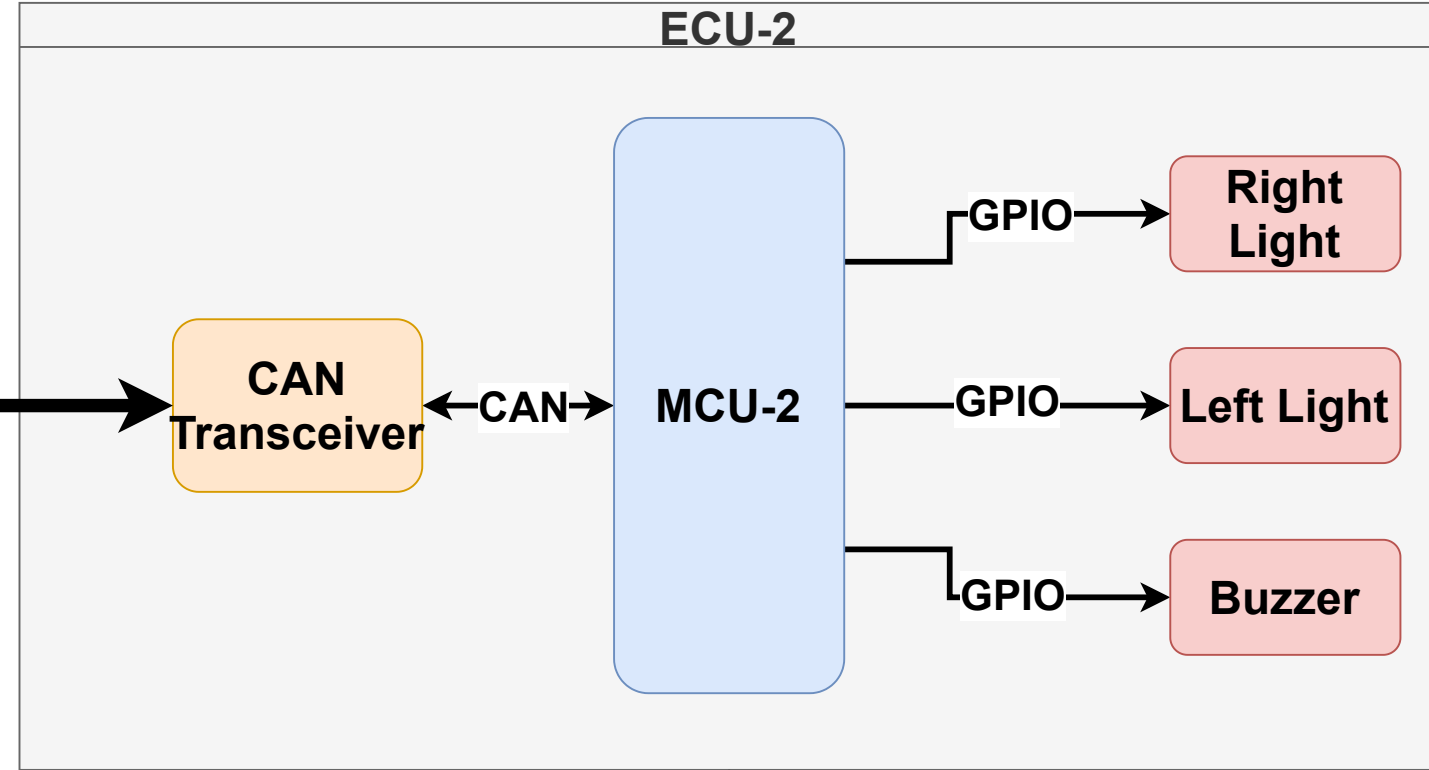 ECU-2
CAN
Transceiver
CAN
MCU-2
GPIO
Right
Light
GPIO
Left Light
GPIO
Buzzer